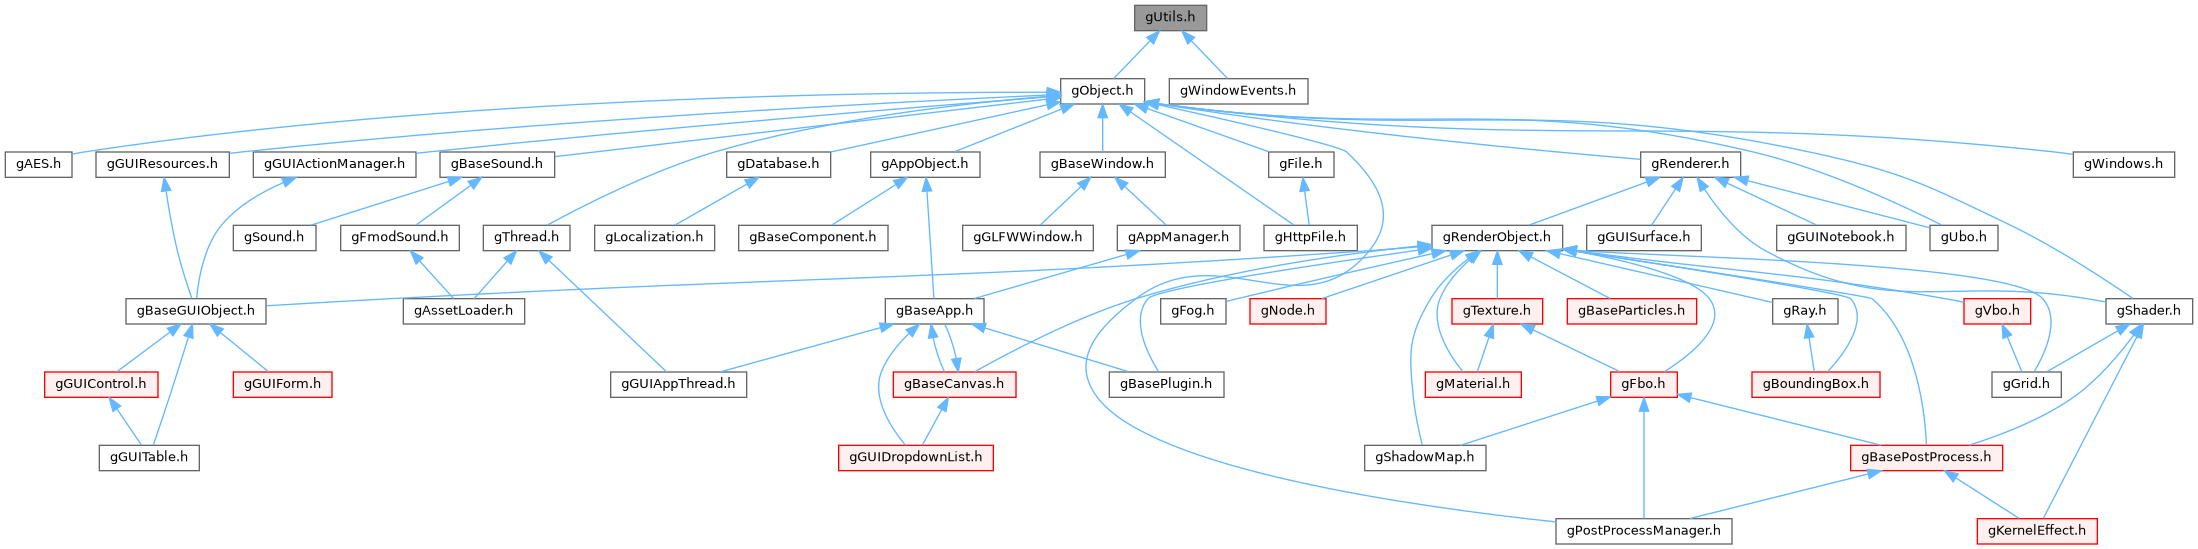 gUtils.h
gObject.h
gWindowEvents.h
gAES.h
gGUIResources.h
gGUIActionManager.h
gBaseSound.h
gDatabase.h
gAppObject.h
gBaseWindow.h
gFile.h
gRenderer.h
gWindows.h
gSound.h
gFmodSound.h
gThread.h
gLocalization.h
gBaseComponent.h
gGLFWWindow.h
gAppManager.h
gHttpFile.h
gRenderObject.h
gGUISurface.h
gGUINotebook.h
gUbo.h
gBaseGUIObject.h
gAssetLoader.h
gBaseApp.h
gFog.h
gNode.h
gTexture.h
gBaseParticles.h
gRay.h
gVbo.h
gShader.h
gGUIControl.h
gGUIForm.h
gGUIAppThread.h
gBaseCanvas.h
gBasePlugin.h
gMaterial.h
gFbo.h
gBoundingBox.h
gGrid.h
gGUITable.h
gGUIDropdownList.h
gShadowMap.h
gBasePostProcess.h
gPostProcessManager.h
gKernelEffect.h